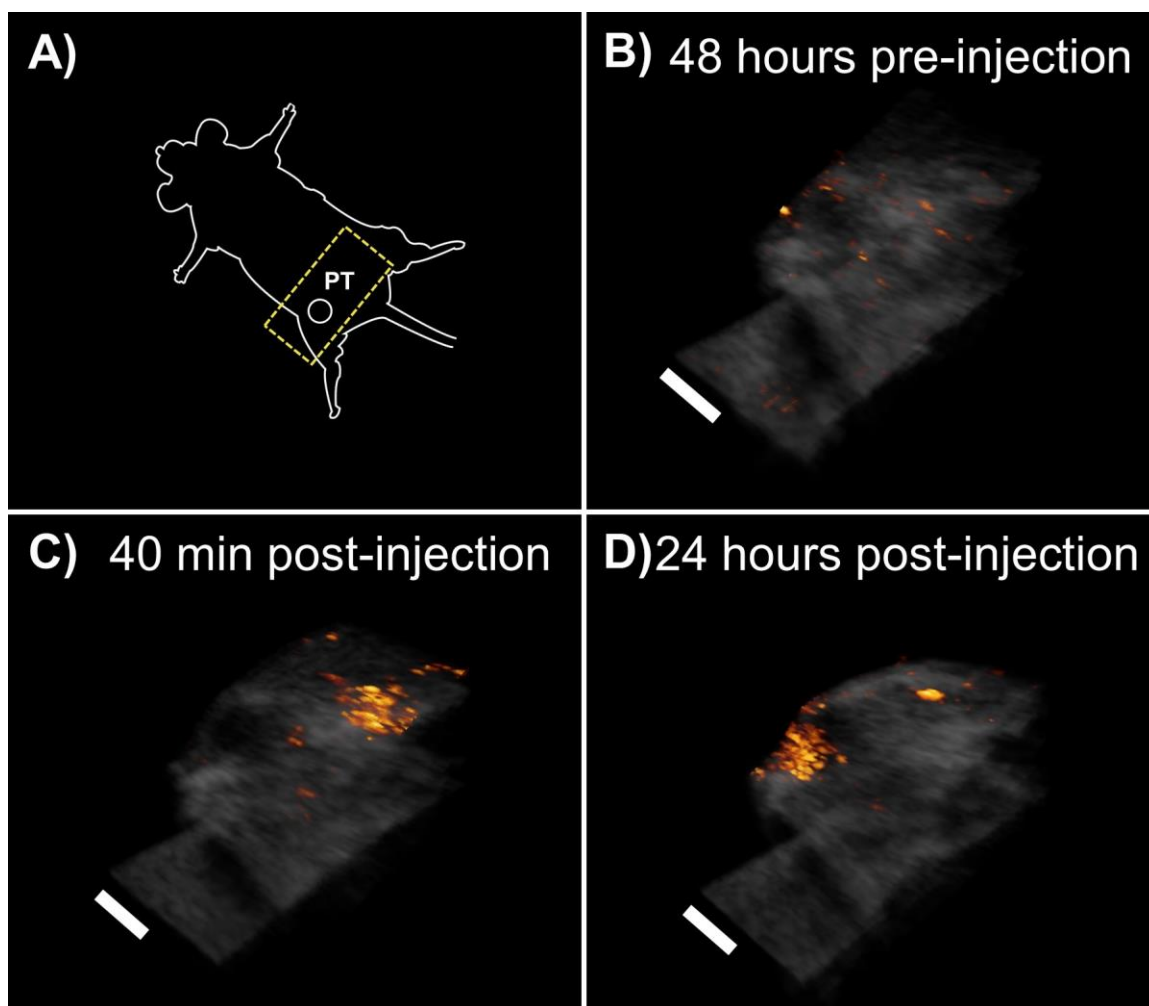 A)
PT
B) 48 hours pre-injection
C) 40 min post-injection
D) 24 hours post-injection